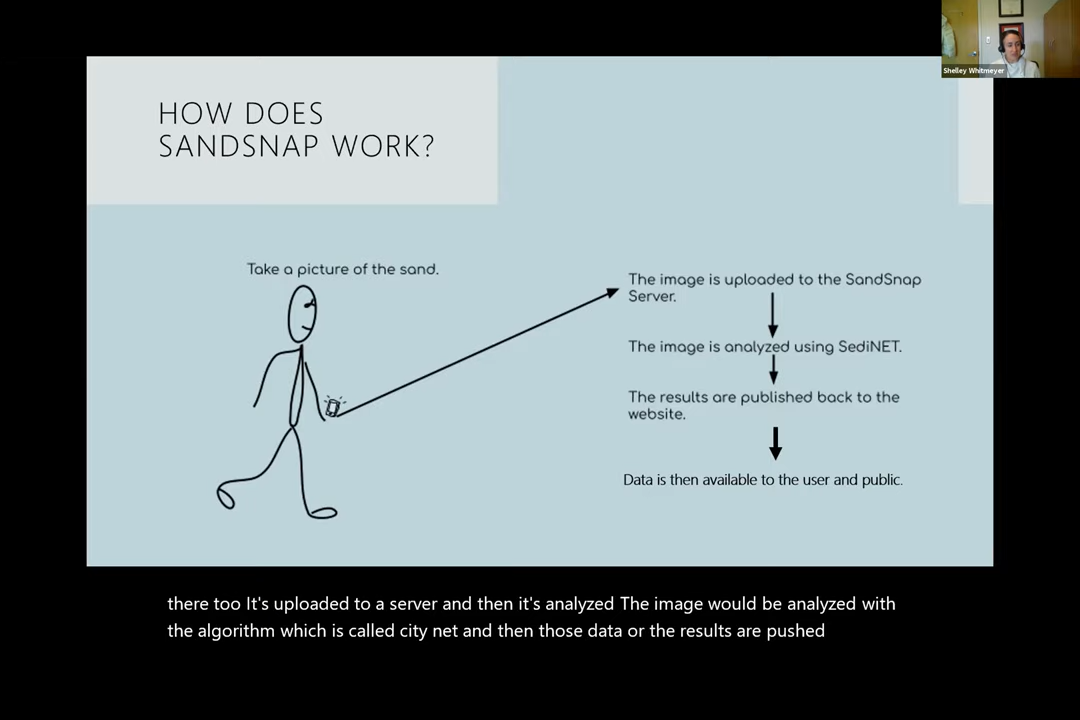 Shelley Whitmeyer
HOW DOES
SANDSNAP WORK?
Take a picture of the sand.
The image is uploaded to the SandSnap
Server.
The image is analyzed using SediNET.
The results are published back to the
website.
Data is then available to the user and public.
there too It's uploaded to a server and then it's analyzed The image would be analyzed with
the algorithm which is called city net and then those data or the results are pushed